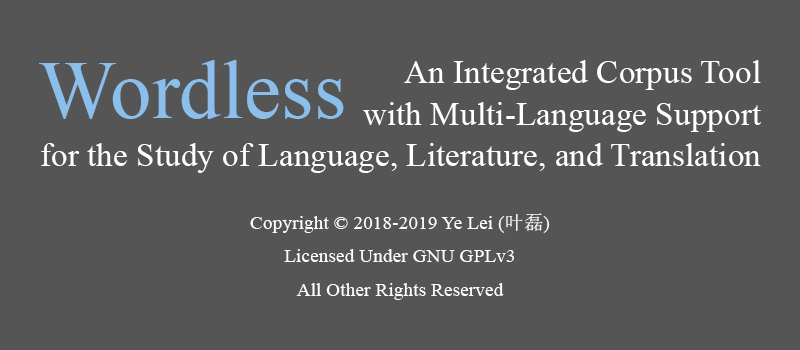 Wordless
An Integrated Corpus Tool
with Multi-Language Support
for the Study of Language, Literature, and Translation
Copyright © 2018-2019 Ye Lei (叶磊)
Licensed Under GNU GPLv3
All Other Rights Reserved